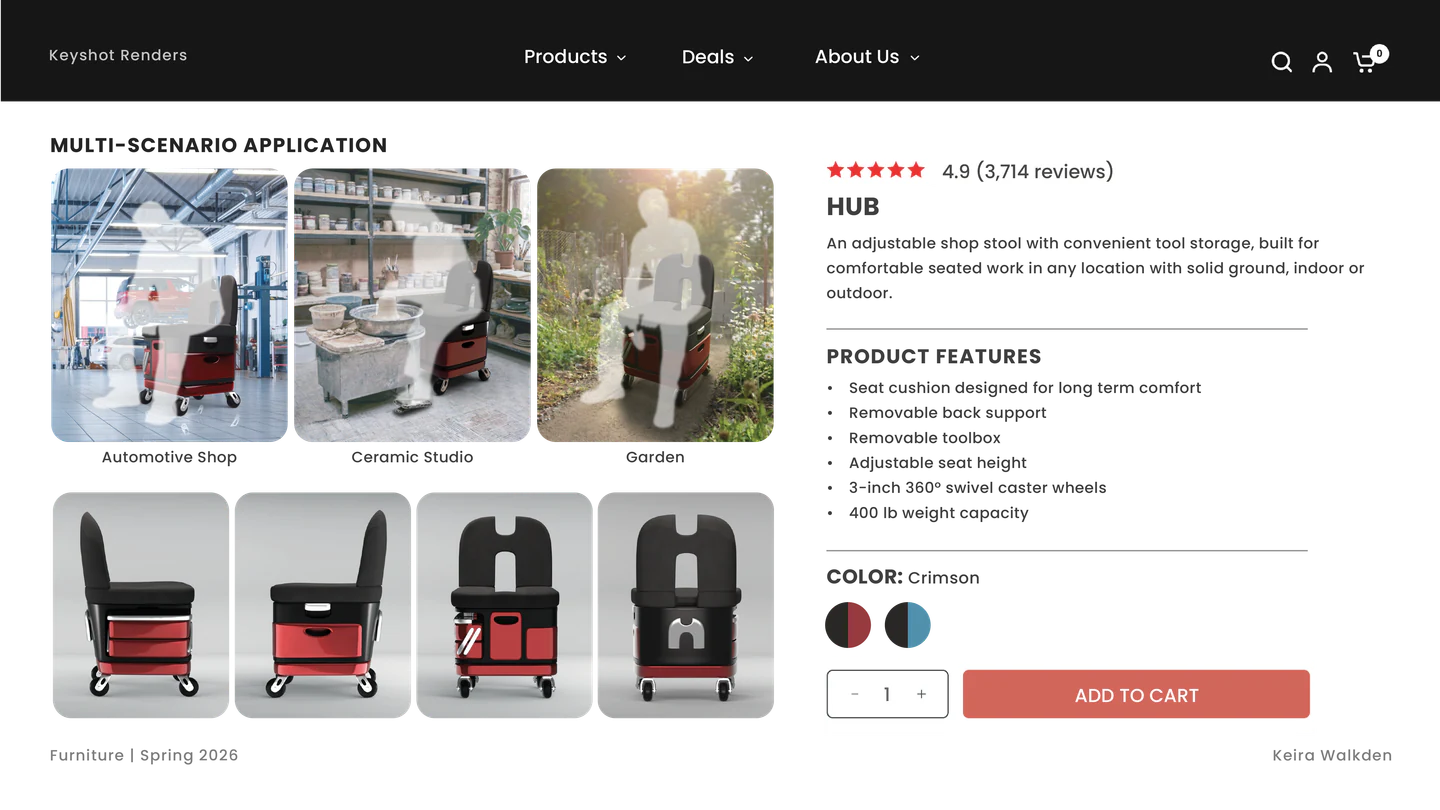 Keyshot Renders
Products
Deals
About Us
0
MULTI-SCENARIO APPLICATION
Automotive Shop
Ceramic Studio
Garden
4.9 (3,714 reviews)
HUB
An adjustable shop stool with convenient tool storage, built for
comfortable seated work in any location with solid ground, indoor or
outdoor.
PRODUCT FEATURES
• Seat cushion designed for long term comfort
• Removable back support
• Removable toolbox
• Adjustable seat height
• 3-inch 360° swivel caster wheels
• 400 lb weight capacity
COLOR: Crimson
- 1 +
ADD TO CART
Furniture | Spring 2026
Keira Walkden